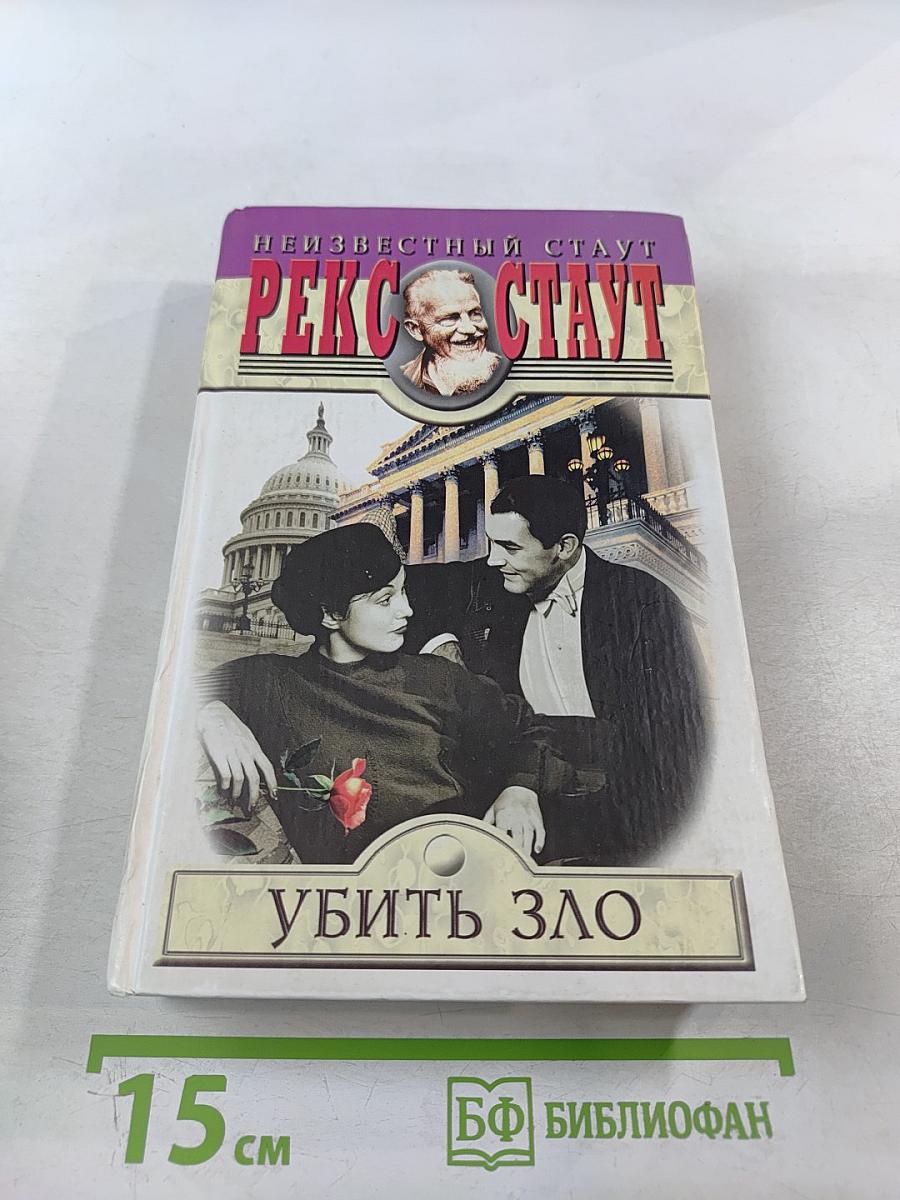 НЕИЗВЕСТНЫЙ СТАУТ
РЕКС СТАУТ
УБИТЬ ЗЛО
15 см
БФ БИБЛИОФАН